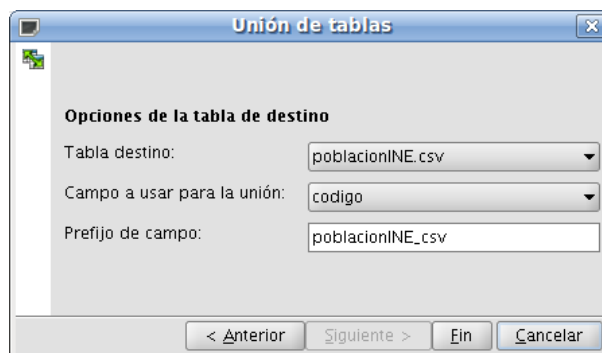 Unión de tablas
Opciones de la tabla de destino
Tabla destino: poblacionINE.csv
Campo a usar para la unión: codigo
Prefijo de campo: poblacionINE_csv
< Anterior Siguiente > Fin Cancelar